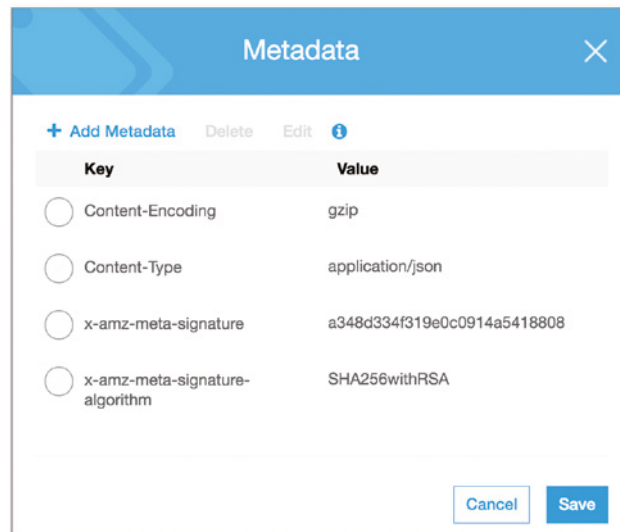 Metadata
+ Add Metadata Delete Edit
Key Value
Content-Encoding gzip
Content-Type application/json
x-amz-meta-signature a348d334f319e0c0914a5418808
x-amz-meta-signature- SHA256withRSA
algorithm
Cancel Save